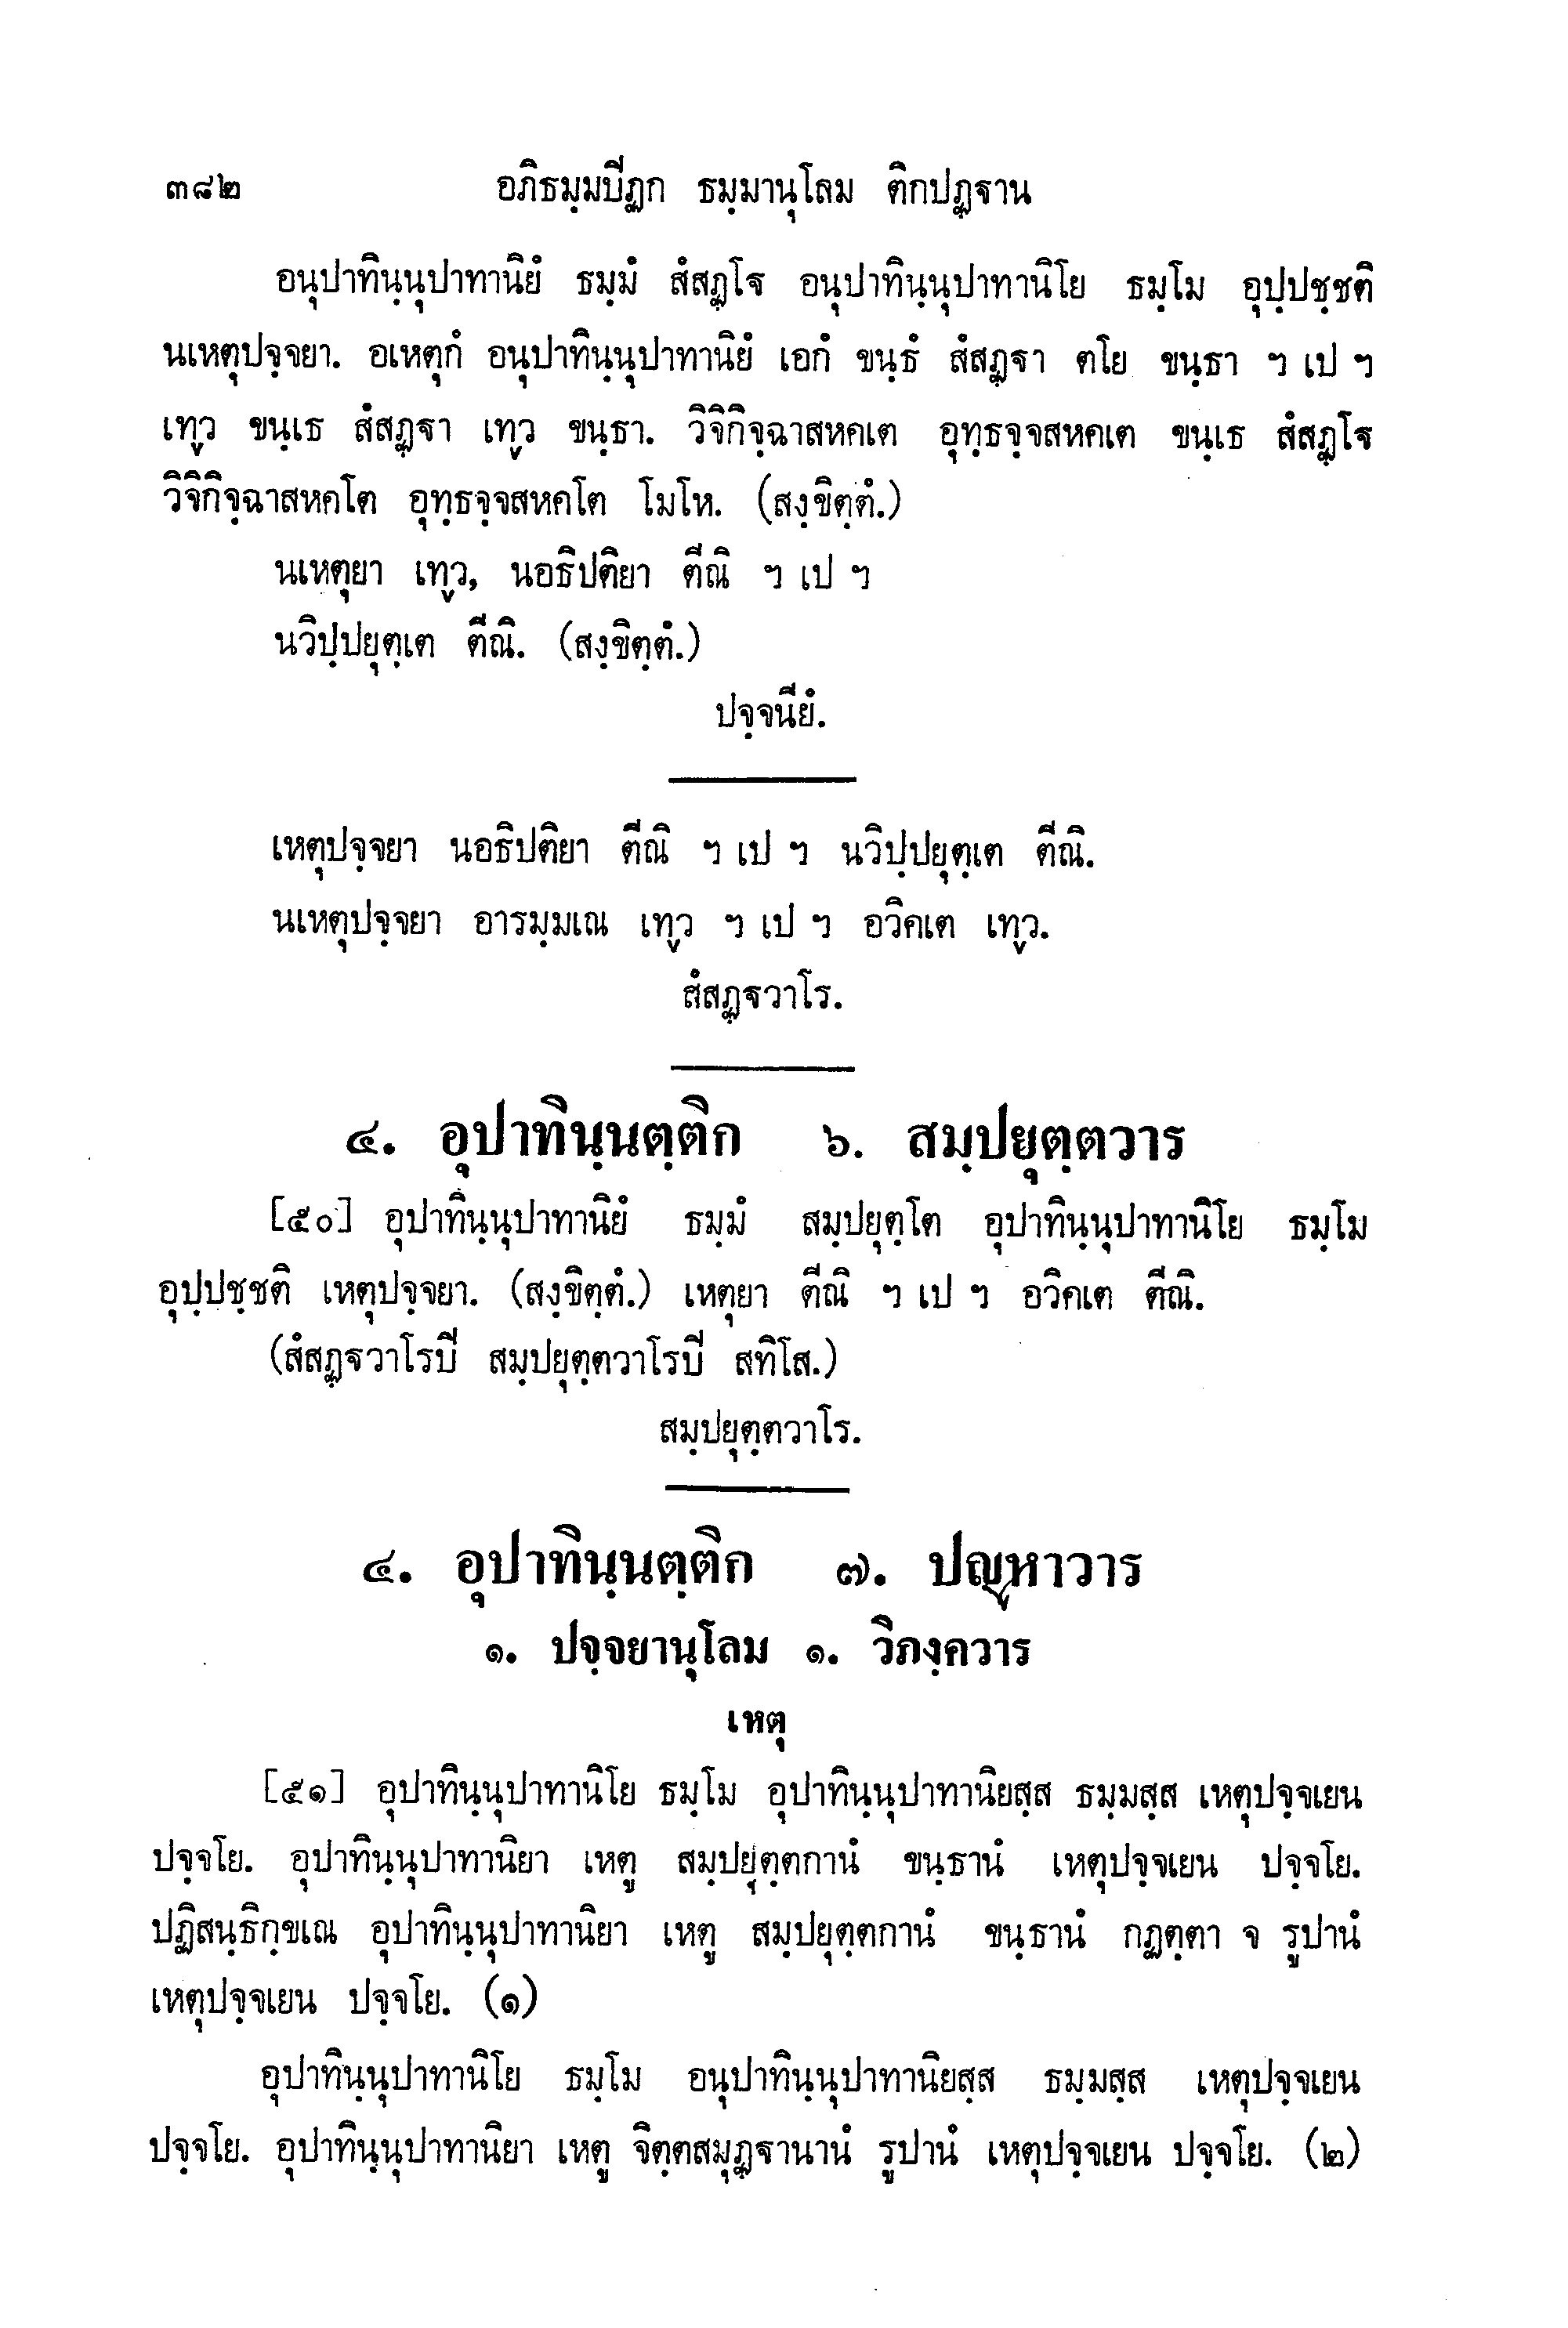 ๓๘๒ อภิธมฺมปีฏก ธมฺมานุโลม ติกปฏฺฐาน
อนุปาทินฺนุปาทานิยํ ธมฺมํ สํสฏฺโฐ อนุปาทินฺนุปาทานิโย ธมฺโม อุปฺปชฺชติ
นเหตุปจฺจยา. อเหตุกํ อนุปาทินฺนุปาทานิยํ เอกํ ขนฺธํ สํสฏฺฐา ตโย ขนฺธา ฯ เป ฯ
เทฺว ขนฺเธ สํสฏฺฐา เทฺว ขนฺธา. วิจิกิจฺฉาสหคเต อุทฺธจฺจสหคเต ขนฺเธ สํสฏฺโฐ
วิจิกิจฺฉาสหคโต อุทฺธจฺจสหคโต โมโห. (สงฺขิตฺตํ.)
นเหตุยา เทฺว, นอธิปติยา ตีณิ ฯ เป ฯ
นวิปฺปยุตฺเต ตีณิ. (สงฺขิตฺตํ.)
ปจฺจนียํ.
เหตุปจฺจยา นอธิปติยา ตีณิ ฯ เป ฯ นวิปฺปยุตฺเต ตีณิ.
นเหตุปจฺจยา อารมฺมเณ เทฺว ฯ เป ฯ อวิคเต เทฺว.
สํสฏฺฐวาโร.
๔. อุปาทินฺนตฺติก ๖. สมฺปยุตฺตวาร
[๕๐] อุปาทินฺนุปาทานิยํ ธมฺมํ สมฺปยุตฺโต อุปาทินฺนุปาทานิโย ธมฺโม
อุปฺปชฺชติ เหตุปจฺจยา. (สงฺขิตฺตํ.) เหตุยา ตีณิ ฯ เป ฯ อวิคเต ตีณิ.
(สํสฏฺฐวาโรปี สมฺปยุตฺตวาโรปี สทิโส.)
สมฺปยุตฺตวาโร.
๔. อุปาทินฺนตฺติก ๗. ปญฺหาวาร
๑. ปจฺจยานุโลม ๑. วิภงฺควาร
เหตุ
[๕๑] อุปาทินฺนุปาทานิโย ธมฺโม อุปาทินฺนุปาทานิยสฺส ธมฺมสฺส เหตุปจฺจเยน
ปจฺจโย. อุปาทินฺนุปาทานิยา เหตู สมฺปยุตฺตกานํ ขนฺธานํ เหตุปจฺจเยน ปจฺจโย.
ปฏิสนฺธิกฺขเณ อุปาทินฺนุปาทานิยา เหตู สมฺปยุตฺตกานํ ขนฺธานํ กฏตฺตา จ รูปานํ
เหตุปจฺจเยน ปจฺจโย. (๑)
อุปาทินฺนุปาทานิโย ธมฺโม อนุปาทินฺนุปาทานิยสฺส ธมฺมสฺส เหตุปจฺจเยน
ปจฺจโย. อุปาทินฺนุปาทานิยา เหตู จิตฺตสมุฏฺฐานานํ รูปานํ เหตุปจฺจเยน ปจฺจโย. (๒)